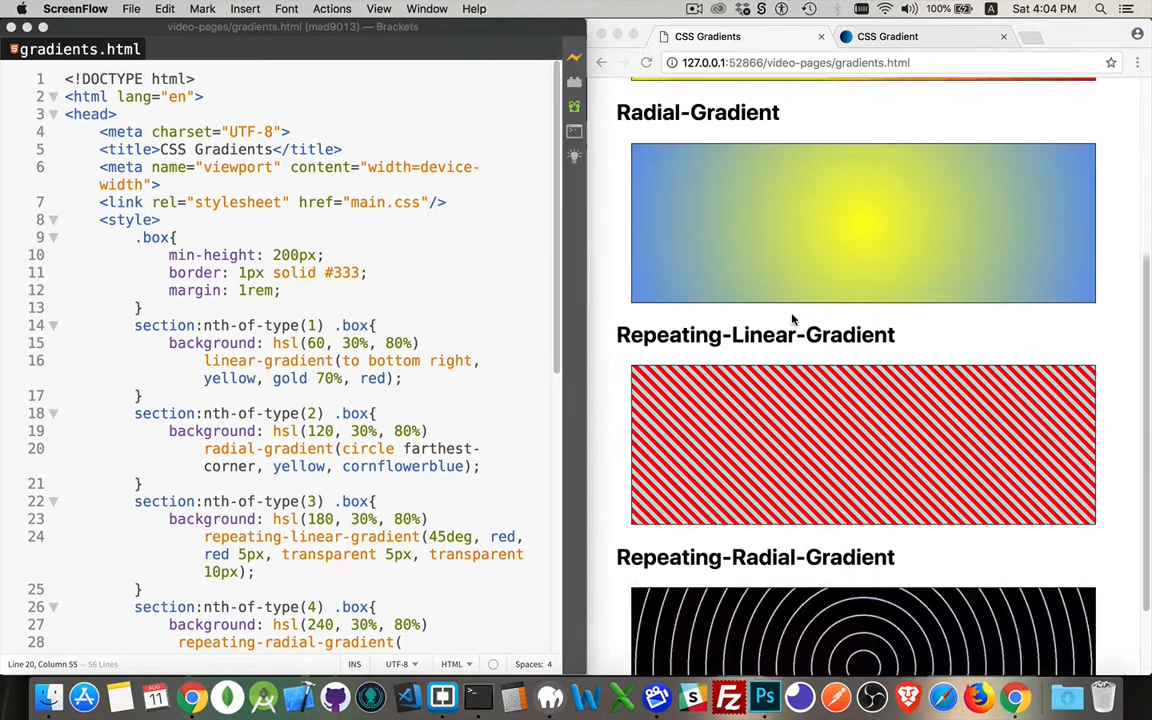 ScreenFlow File Edit Mark Insert Font Actions View Window Help 100% A Sat 4:04 PM
video-pages/gradients.html (mad9013) — Brackets
gradients.html
1 <!DOCTYPE html>
2 <html lang="en">
3 <head>
4 <meta charset="UTF-8">
5 <title>CSS Gradients</title>
6 <meta name="viewport" content="width=device-
width">
7 <link rel="stylesheet" href="main.css"/>
8 <style>
9 .box{
10 min-height: 200px;
11 border: 1px solid #333;
12 margin: 1rem;
13 }
14 section:nth-of-type(1) .box{
15 background: hsl(60, 30%, 80%)
16 linear-gradient(to bottom right,
yellow, gold 70%, red);
17 }
18 section:nth-of-type(2) .box{
19 background: hsl(120, 30%, 80%)
20 radial-gradient(circle farthest-
corner, yellow, cornflowerblue);
21 }
22 section:nth-of-type(3) .box{
23 background: hsl(180, 30%, 80%)
24 repeating-linear-gradient(45deg, red,
red 5px, transparent 5px, transparent
10px);
25 }
26 section:nth-of-type(4) .box{
27 background: hsl(240, 30%, 80%)
28 repeating-radial-gradient(
Line 20, Column 55 — 56 Lines INS UTF-8 HTML Spaces: 4
CSS Gradients × CSS Gradient ×
127.0.0.1:52866/video-pages/gradients.html
Radial-Gradient
Repeating-Linear-Gradient
Repeating-Radial-Gradient
AUG
11